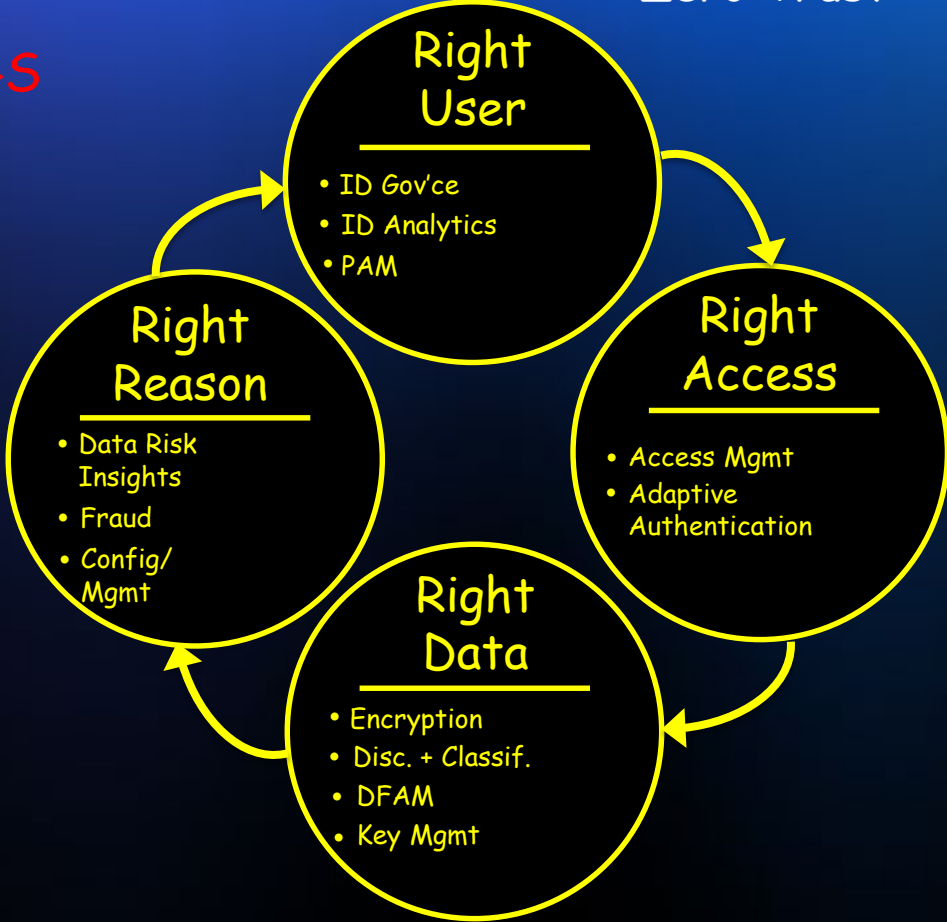 Right
User
• ID Gov'ce
• ID Analytics
• PAM
Right
Access
• Access Mgmt
• Adaptive
Authentication
Right
Data
• Encryption
• Disc. + Classif.
• DFAM
• Key Mgmt
Right
Reason
• Data Risk
Insights
• Fraud
• Config/
Mgmt